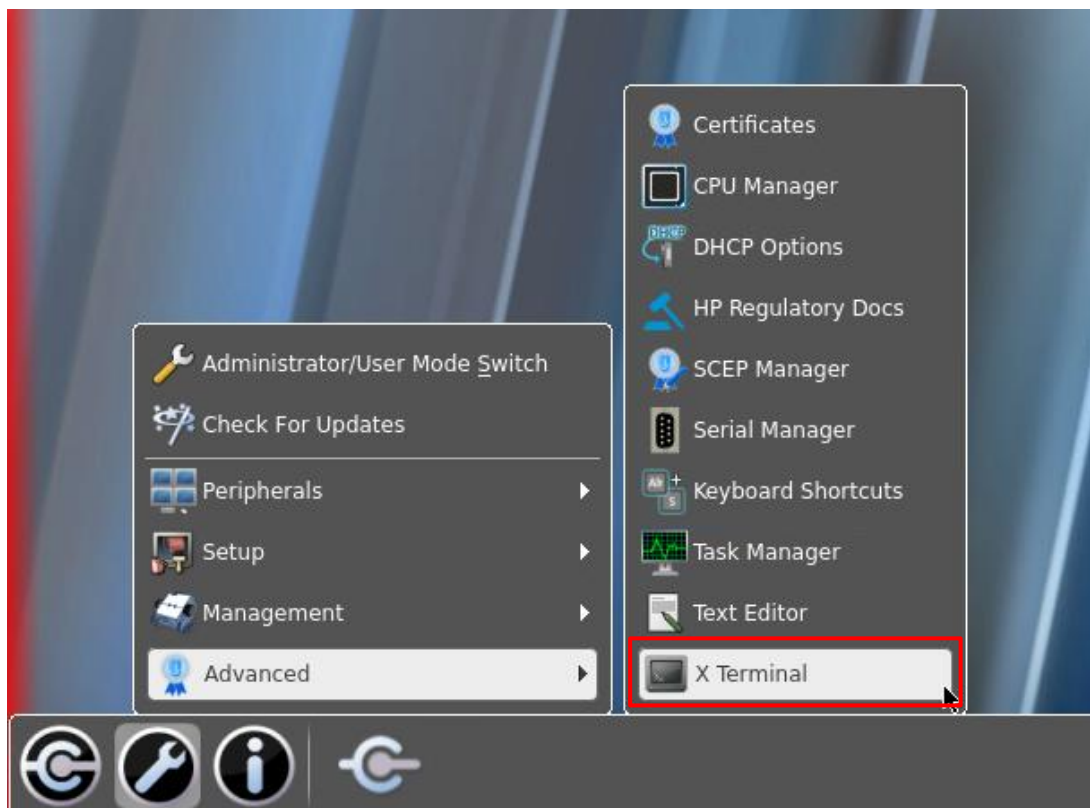 Certificates
CPU Manager
DHCP
DHCP Options
HP Regulatory Docs
SCEP Manager
Serial Manager
Keyboard Shortcuts
Task Manager
Text Editor
X Terminal
Administrator/User Mode Switch
Check For Updates
Peripherals
Setup
Management
Advanced